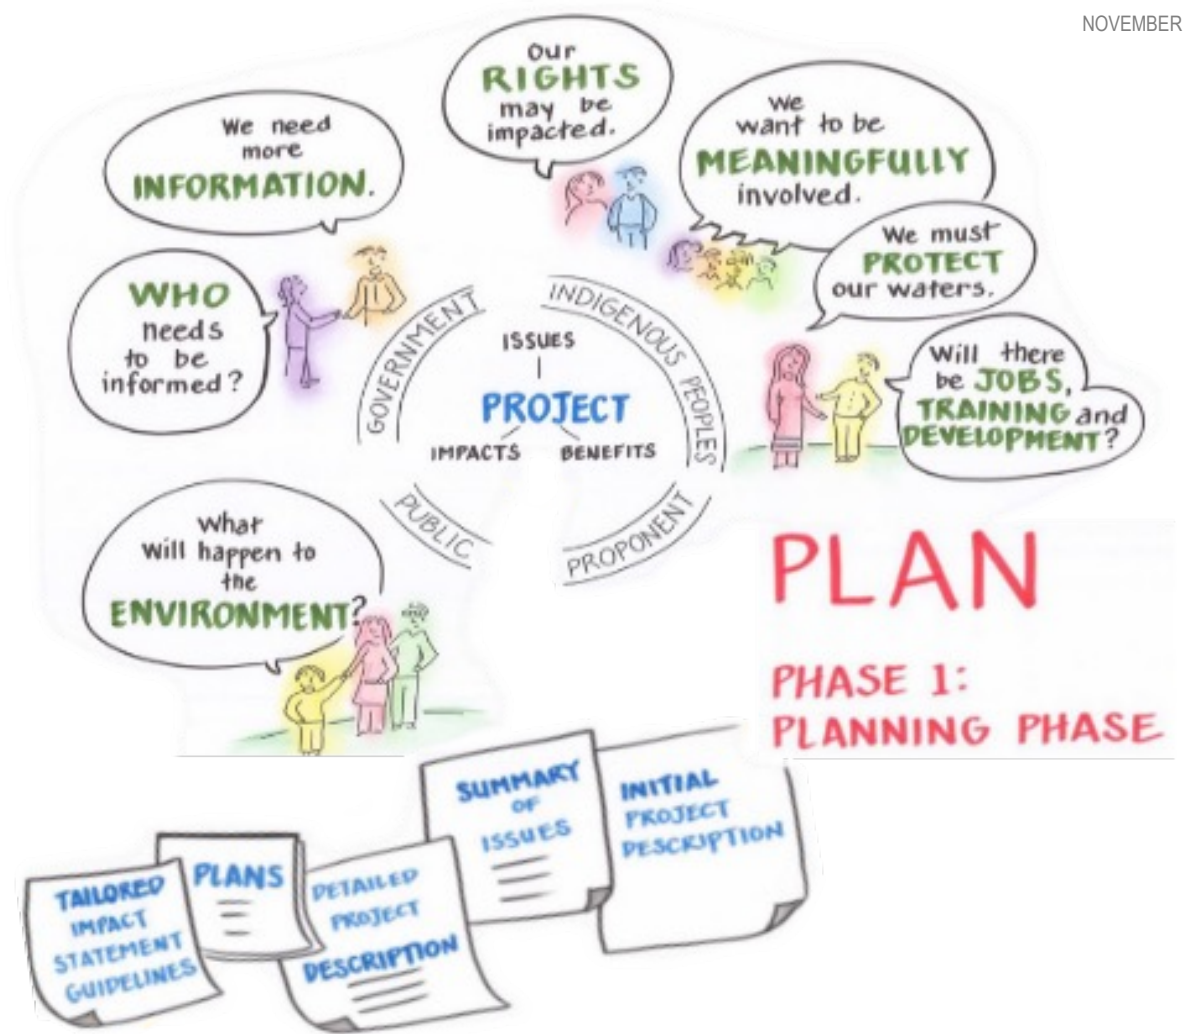 NOVEMBER
Our
RIGHTS
may be
impacted.
We
want to be
MEANINGFULLY
involved.
We need
more
INFORMATION.
We must
PROTECT
our waters.
WHO
needs
to be
informed?
Will there
be JOBS,
TRAINING and
DEVELOPMENT?
GOVERNMENT
INDIGENOUS PEOPLES
ISSUES
PROJECT
IMPACTS
BENEFITS
PUBLIC
PROPONENT
What
will happen to
the
ENVIRONMENT?
PLAN
PHASE 1:
PLANNING PHASE
TAILORED
IMPACT
STATEMENT
GUIDELINES
PLANS
DETAILED
PROJECT
DESCRIPTION
SUMMARY
OF
ISSUES
INITIAL
PROJECT
DESCRIPTION